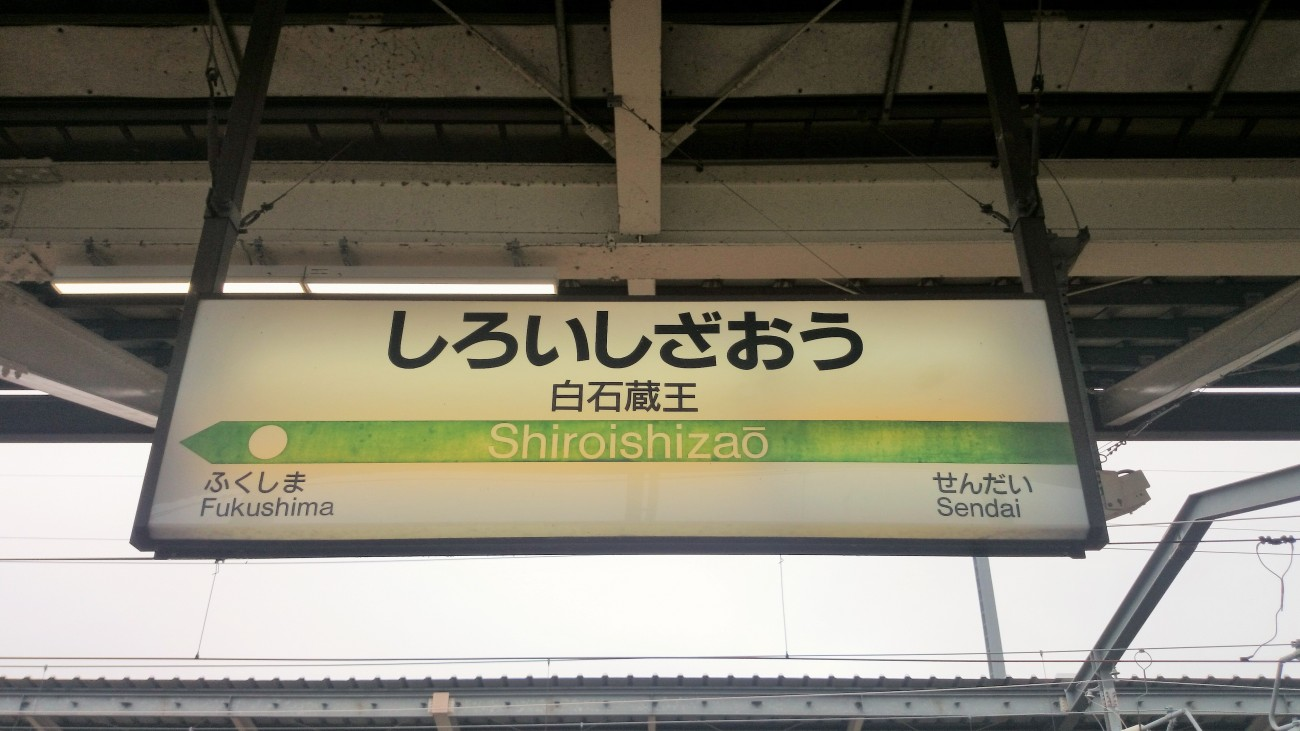 しろいしざおう
白石蔵王
Shiroishizaō
ふくしま
Fukushima
せんだい
Sendai